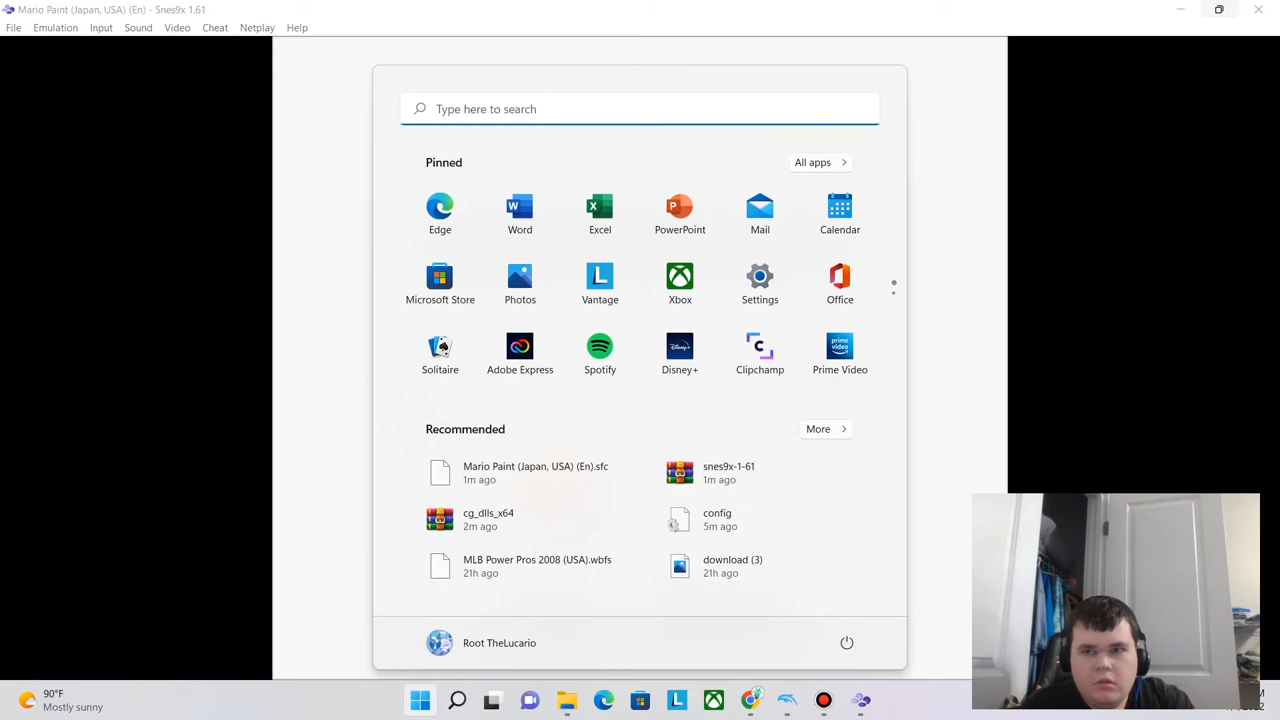 Mario Paint (Japan, USA) (En) - Snes9x 1.61
File Emulation Input Sound Video Cheat Netplay Help
Type here to search
Pinned All apps
Edge Word Excel PowerPoint Mail Calendar
Microsoft Store Photos Vantage Xbox Settings Office
Solitaire Adobe Express Spotify Disney+ Clipchamp Prime Video
Recommended More
Mario Paint (Japan, USA) (En).sfc
1m ago
snes9x-1-61
1m ago
cg_dlls_x64
2m ago
config
5m ago
MLB Power Pros 2008 (USA).wbfs
21h ago
download (3)
21h ago
Root TheLucario
90°F
Mostly sunny